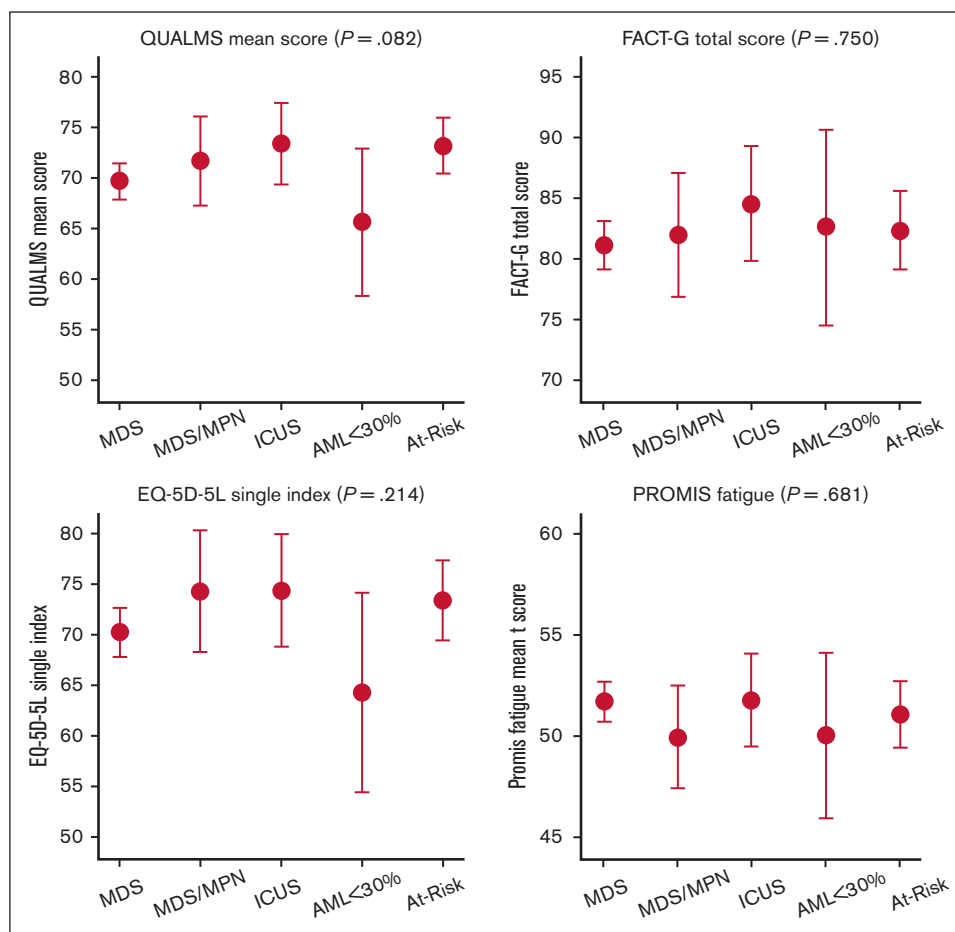 QUALMS mean score (P = .082)
QUALMS mean score
80
75
70
65
60
55
50
MDS
MDS/MPN
ICUS
AML<30%
At-Risk
FACT-G total score (P = .750)
FACT-G total score
95
90
85
80
75
70
MDS
MDS/MPN
ICUS
AML<30%
At-Risk
EQ-5D-5L single index (P = .214)
EQ-5D-5L single index
80
75
70
65
60
55
50
MDS
MDS/MPN
ICUS
AML<30%
At-Risk
PROMIS fatigue (P = .681)
Promis fatigue mean t score
60
55
50
45
MDS
MDS/MPN
ICUS
AML<30%
At-Risk